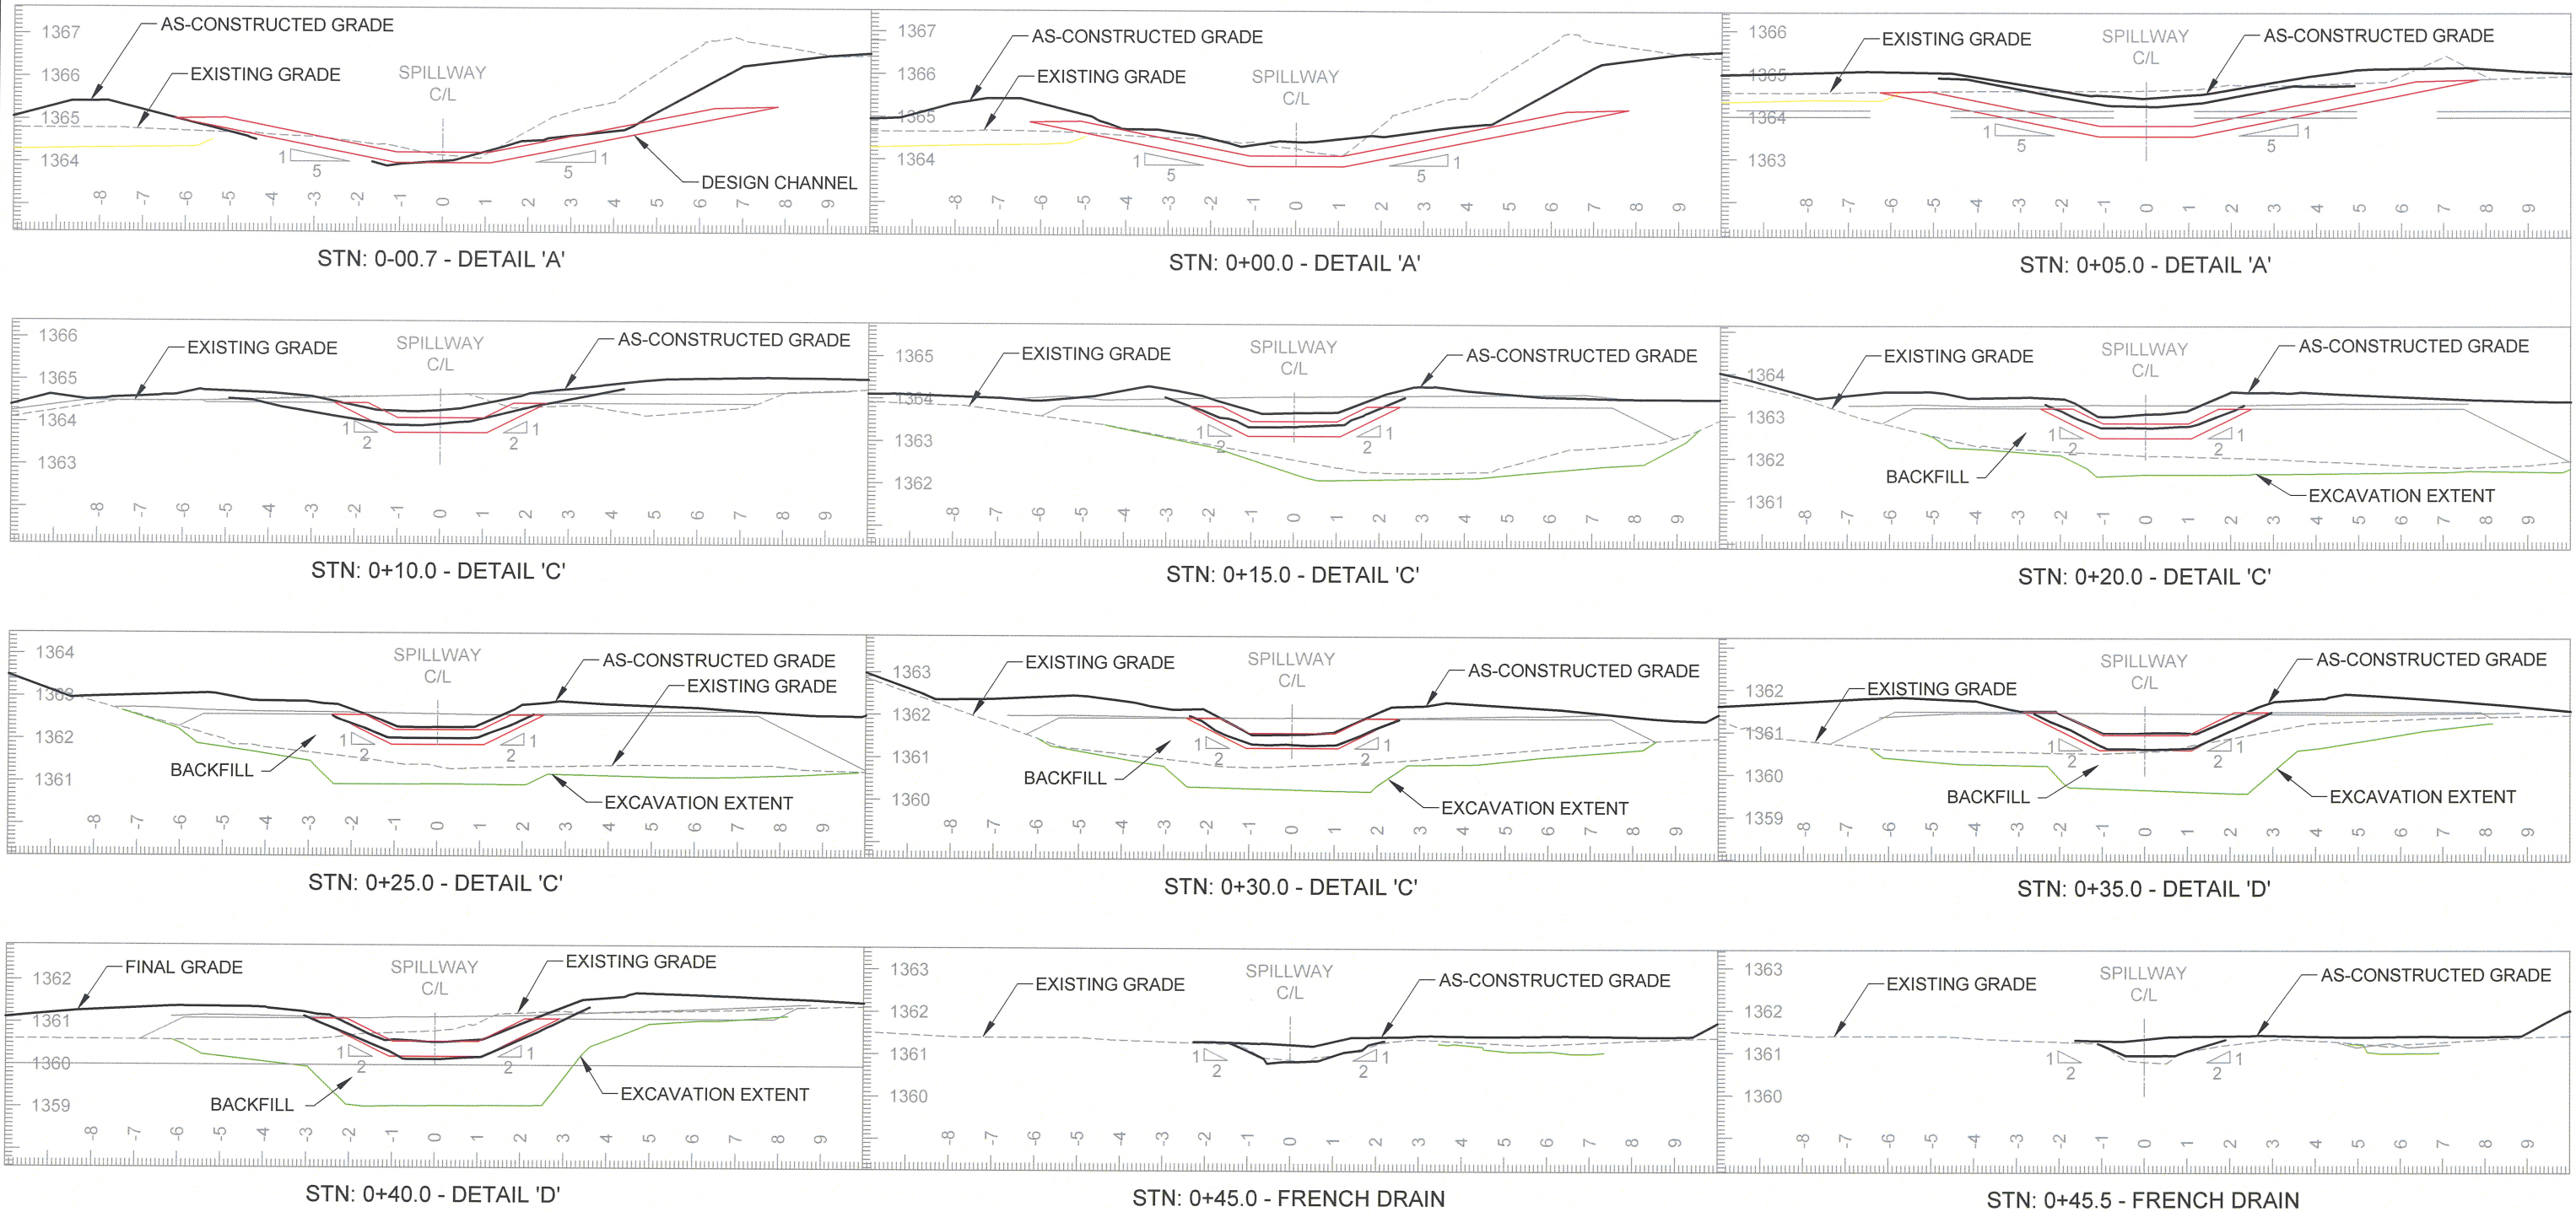 1367
AS-CONSTRUCTED GRADE
1366
EXISTING GRADE
SPILLWAY
C/L
1365
1364
1
5
1
5
DESIGN CHANNEL
-8 -7 -6 -5 -4 -3 -2 -1 0 1 2 3 4 5 6 7 8 9
STN: 0-00.7 - DETAIL 'A'
1367
AS-CONSTRUCTED GRADE
1366
EXISTING GRADE
SPILLWAY
C/L
1365
1364
1
5
1
5
-8 -7 -6 -5 -4 -3 -2 -1 0 1 2 3 4 5 6 7 8 9
STN: 0+00.0 - DETAIL 'A'
1366
EXISTING GRADE
SPILLWAY
C/L
AS-CONSTRUCTED GRADE
1365
1364
1
5
1
5
1363
-8 -7 -6 -5 -4 -3 -2 -1 0 1 2 3 4 5 6 7 8 9
STN: 0+05.0 - DETAIL 'A'
1366
EXISTING GRADE
SPILLWAY
C/L
AS-CONSTRUCTED GRADE
1365
1364
1
2
1
2
1363
-8 -7 -6 -5 -4 -3 -2 -1 0 1 2 3 4 5 6 7 8 9
STN: 0+10.0 - DETAIL 'C'
1365
EXISTING GRADE
SPILLWAY
C/L
AS-CONSTRUCTED GRADE
1364
1363
1
2
1
2
1362
-8 -7 -6 -5 -4 -3 -2 -1 0 1 2 3 4 5 6 7 8 9
STN: 0+15.0 - DETAIL 'C'
EXISTING GRADE
SPILLWAY
C/L
AS-CONSTRUCTED GRADE
1364
1363
1
2
1
2
1362
BACKFILL
1361
EXCAVATION EXTENT
-8 -7 -6 -5 -4 -3 -2 -1 0 1 2 3 4 5 6 7 8 9
STN: 0+20.0 - DETAIL 'C'
1364
SPILLWAY
C/L
AS-CONSTRUCTED GRADE
EXISTING GRADE
1363
1362
1
2
1
2
BACKFILL
1361
EXCAVATION EXTENT
-8 -7 -6 -5 -4 -3 -2 -1 0 1 2 3 4 5 6 7 8 9
STN: 0+25.0 - DETAIL 'C'
1363
EXISTING GRADE
SPILLWAY
C/L
AS-CONSTRUCTED GRADE
1362
1361
1
2
1
2
BACKFILL
1360
EXCAVATION EXTENT
-8 -7 -6 -5 -4 -3 -2 -1 0 1 2 3 4 5 6 7 8 9
STN: 0+30.0 - DETAIL 'C'
1362
EXISTING GRADE
SPILLWAY
C/L
AS-CONSTRUCTED GRADE
1361
1
2
1
2
1360
BACKFILL
EXCAVATION EXTENT
1359
-8 -7 -6 -5 -4 -3 -2 -1 0 1 2 3 4 5 6 7 8 9
STN: 0+35.0 - DETAIL 'D'
1362
FINAL GRADE
SPILLWAY
C/L
EXISTING GRADE
1361
1
2
1
2
1360
BACKFILL
EXCAVATION EXTENT
1359
-8 -7 -6 -5 -4 -3 -2 -1 0 1 2 3 4 5 6 7 8 9
STN: 0+40.0 - DETAIL 'D'
1363
EXISTING GRADE
SPILLWAY
C/L
AS-CONSTRUCTED GRADE
1362
1361
1
2
1
2
1360
-8 -7 -6 -5 -4 -3 -2 -1 0 1 2 3 4 5 6 7 8 9
STN: 0+45.0 - FRENCH DRAIN
1363
EXISTING GRADE
SPILLWAY
C/L
AS-CONSTRUCTED GRADE
1362
1361
1
2
1
2
1360
-8 -7 -6 -5 -4 -3 -2 -1 0 1 2 3 4 5 6 7 8 9
STN: 0+45.5 - FRENCH DRAIN